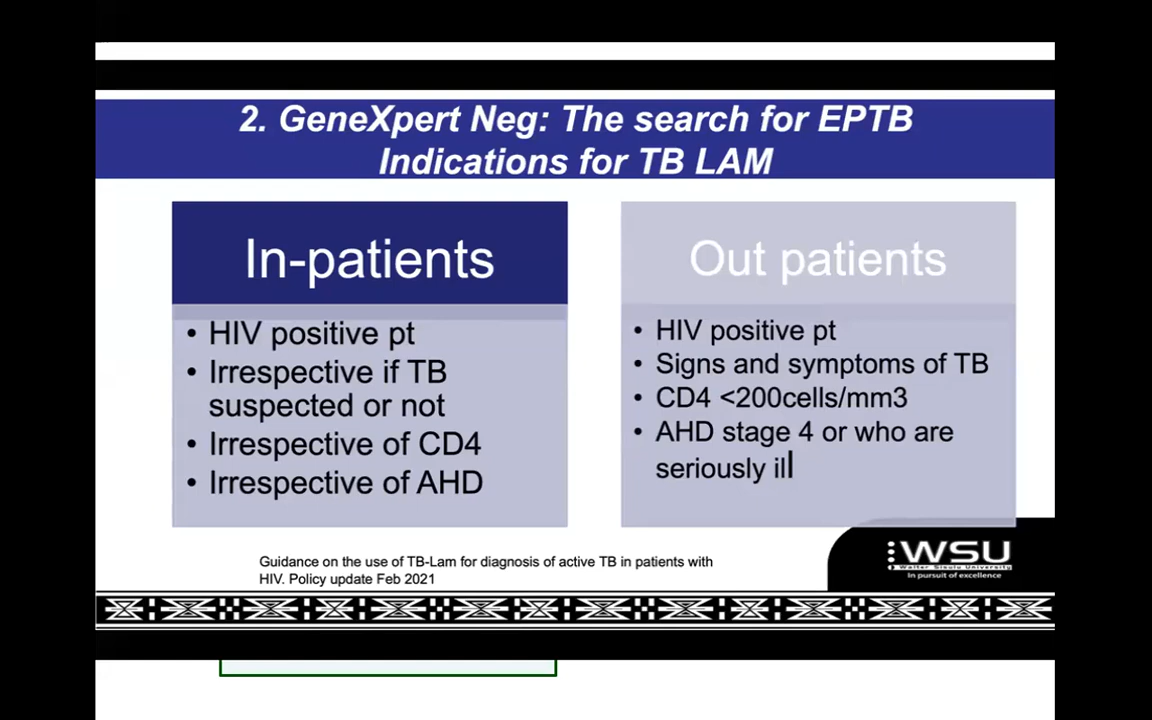 2. GeneXpert Neg: The search for EPTB
Indications for TB LAM
In-patients
• HIV positive pt
• Irrespective if TB
suspected or not
• Irrespective of CD4
• Irrespective of AHD
Out patients
• HIV positive pt
• Signs and symptoms of TB
• CD4 <200cells/mm3
• AHD stage 4 or who are
seriously ill
Guidance on the use of TB-Lam for diagnosis of active TB in patients with
HIV. Policy update Feb 2021
WSU
Walter Sisulu University
In pursuit of excellence